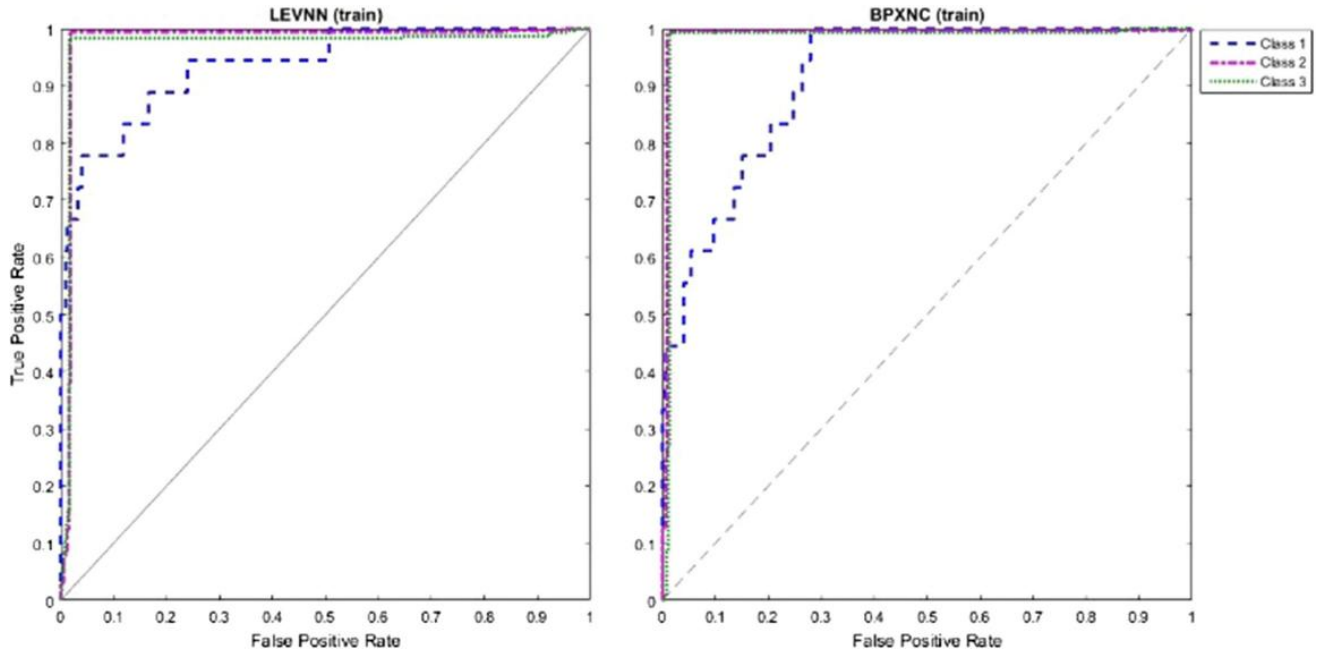 LEVNN (train)
1
0.9
0.8
0.7
0.6
0.5
0.4
0.3
0.2
0.1
0
True Positive Rate
0 0.1 0.2 0.3 0.4 0.5 0.6 0.7 0.8 0.9 1
False Positive Rate
BPXNC (train)
1
0.9
0.8
0.7
0.6
0.5
0.4
0.3
0.2
0.1
0
0 0.1 0.2 0.3 0.4 0.5 0.6 0.7 0.8 0.9 1
False Positive Rate
Class 1
Class 2
Class 3